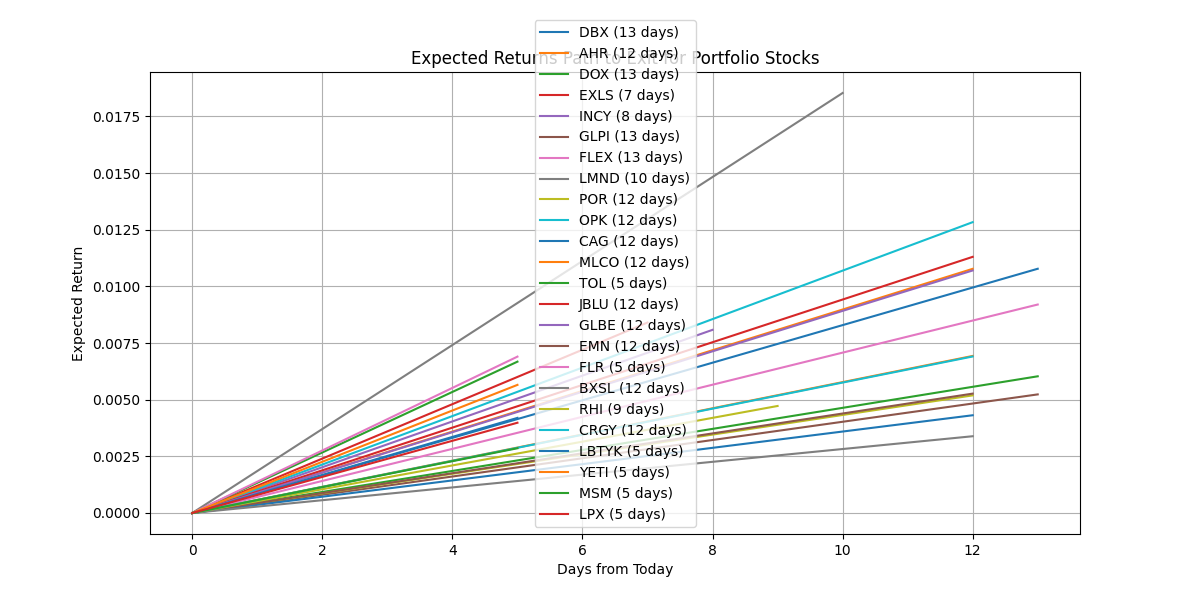 Expected Returns Path to Exit for Portfolio Stocks
DBX (13 days)
AHR (12 days)
DOX (13 days)
EXLS (7 days)
INCY (8 days)
GLPI (13 days)
FLEX (13 days)
LMND (10 days)
POR (12 days)
OPK (12 days)
CAG (12 days)
MLCO (12 days)
TOL (5 days)
JBLU (12 days)
GLBE (12 days)
EMN (12 days)
FLR (5 days)
BXSL (12 days)
RHI (9 days)
CRGY (12 days)
LBTYK (5 days)
YETI (5 days)
MSM (5 days)
LPX (5 days)
Expected Return
0.0175
0.0150
0.0125
0.0100
0.0075
0.0050
0.0025
0.0000
0 2 4 6 8 10 12
Days from Today